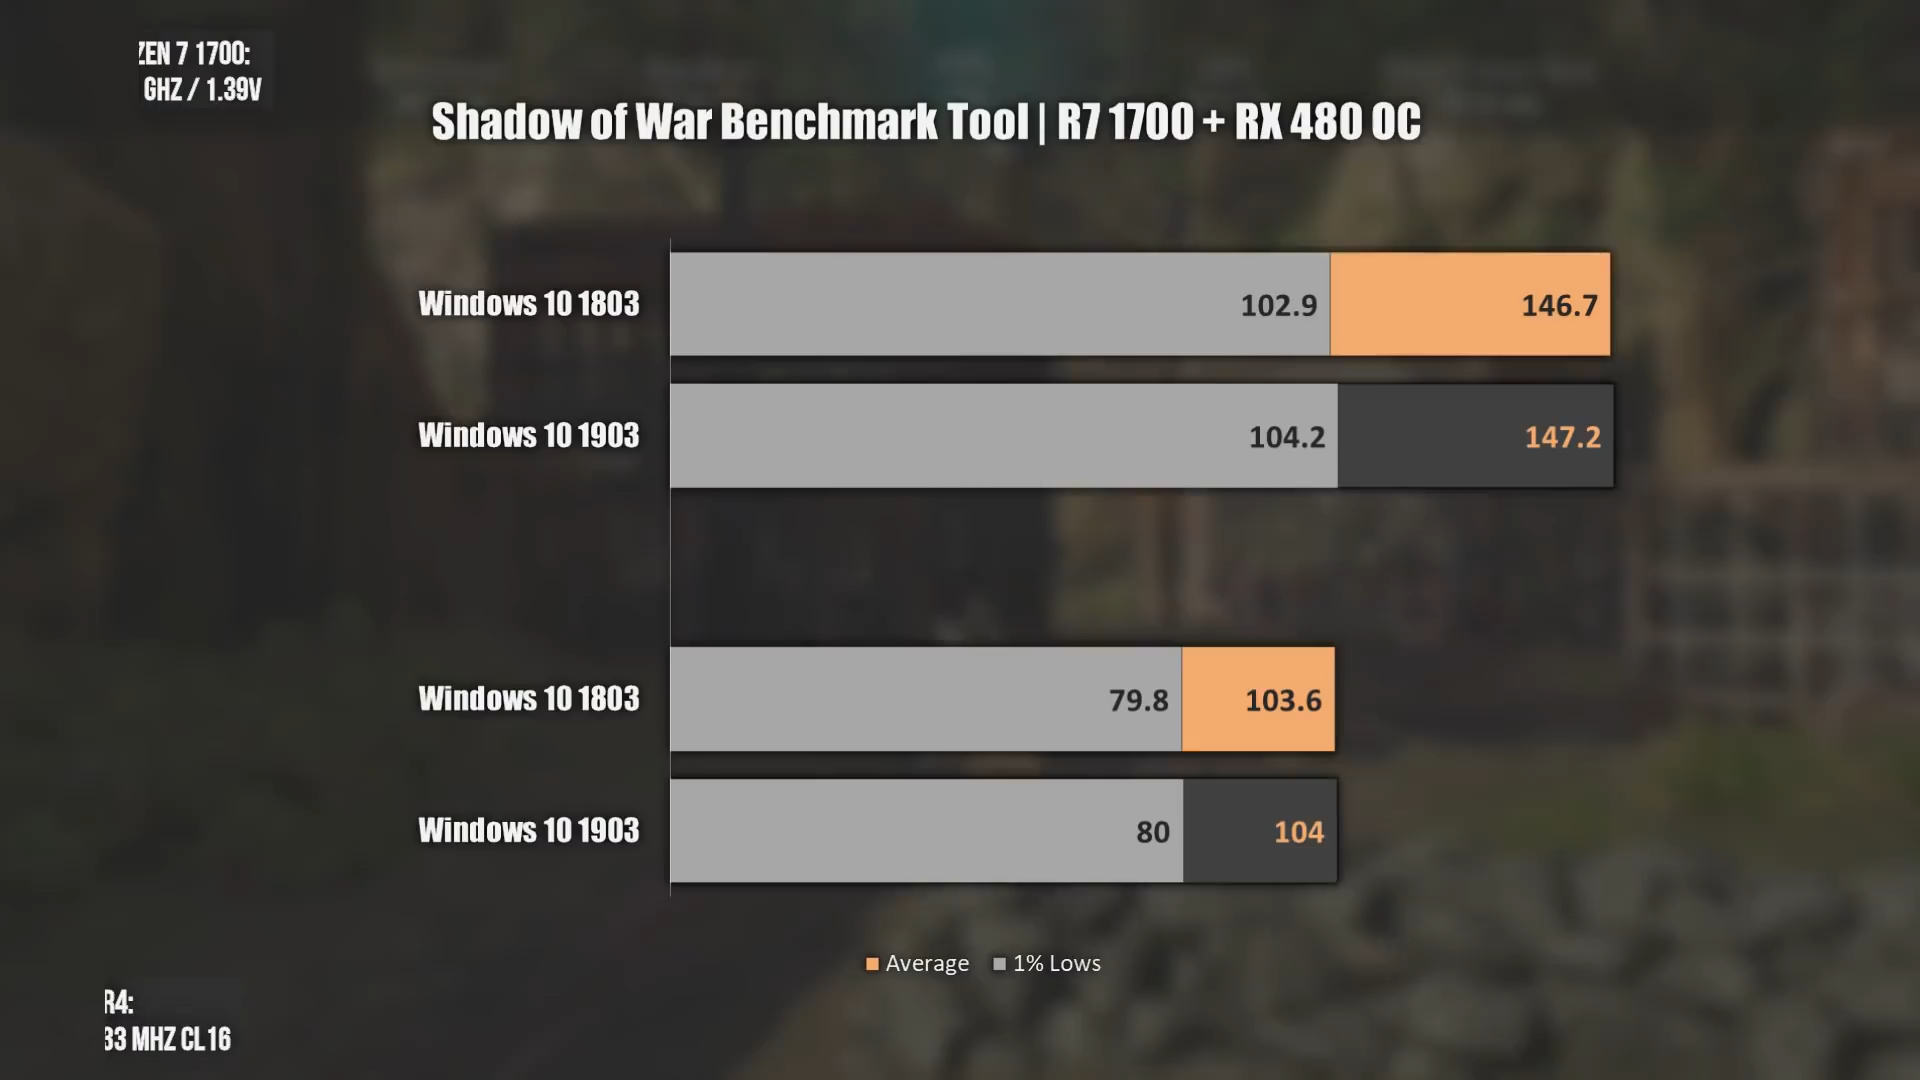 ZEN 7 1700:
GHZ / 1.39V
Shadow of War Benchmark Tool | R7 1700 + RX 480 OC
Windows 10 1803
102.9
146.7
Windows 10 1903
104.2
147.2
Windows 10 1803
79.8
103.6
Windows 10 1903
80
104
Average
1% Lows
R4:
33 MHZ CL16